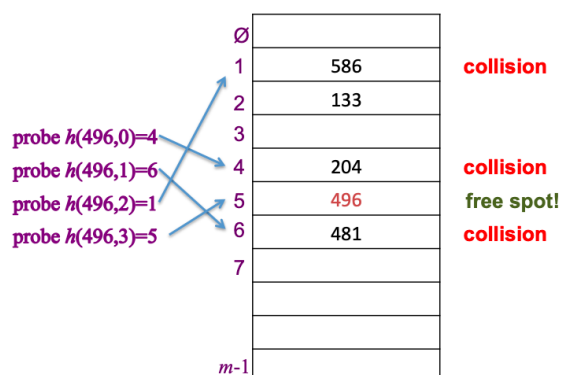 Ø
1 586 collision
2 133
3
probe h(496,0)=4
4 204 collision
probe h(496,1)=6
5 496 free spot!
probe h(496,2)=1
6 481 collision
probe h(496,3)=5
7
m-1